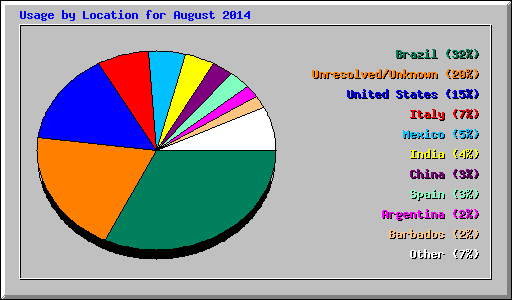 Usage by Location for August 2014
Brazil (32%)
Unresolved/Unknown (20%)
United States (15%)
Italy (7%)
Mexico (5%)
India (4%)
China (3%)
Spain (3%)
Argentina (2%)
Barbados (2%)
Other (7%)